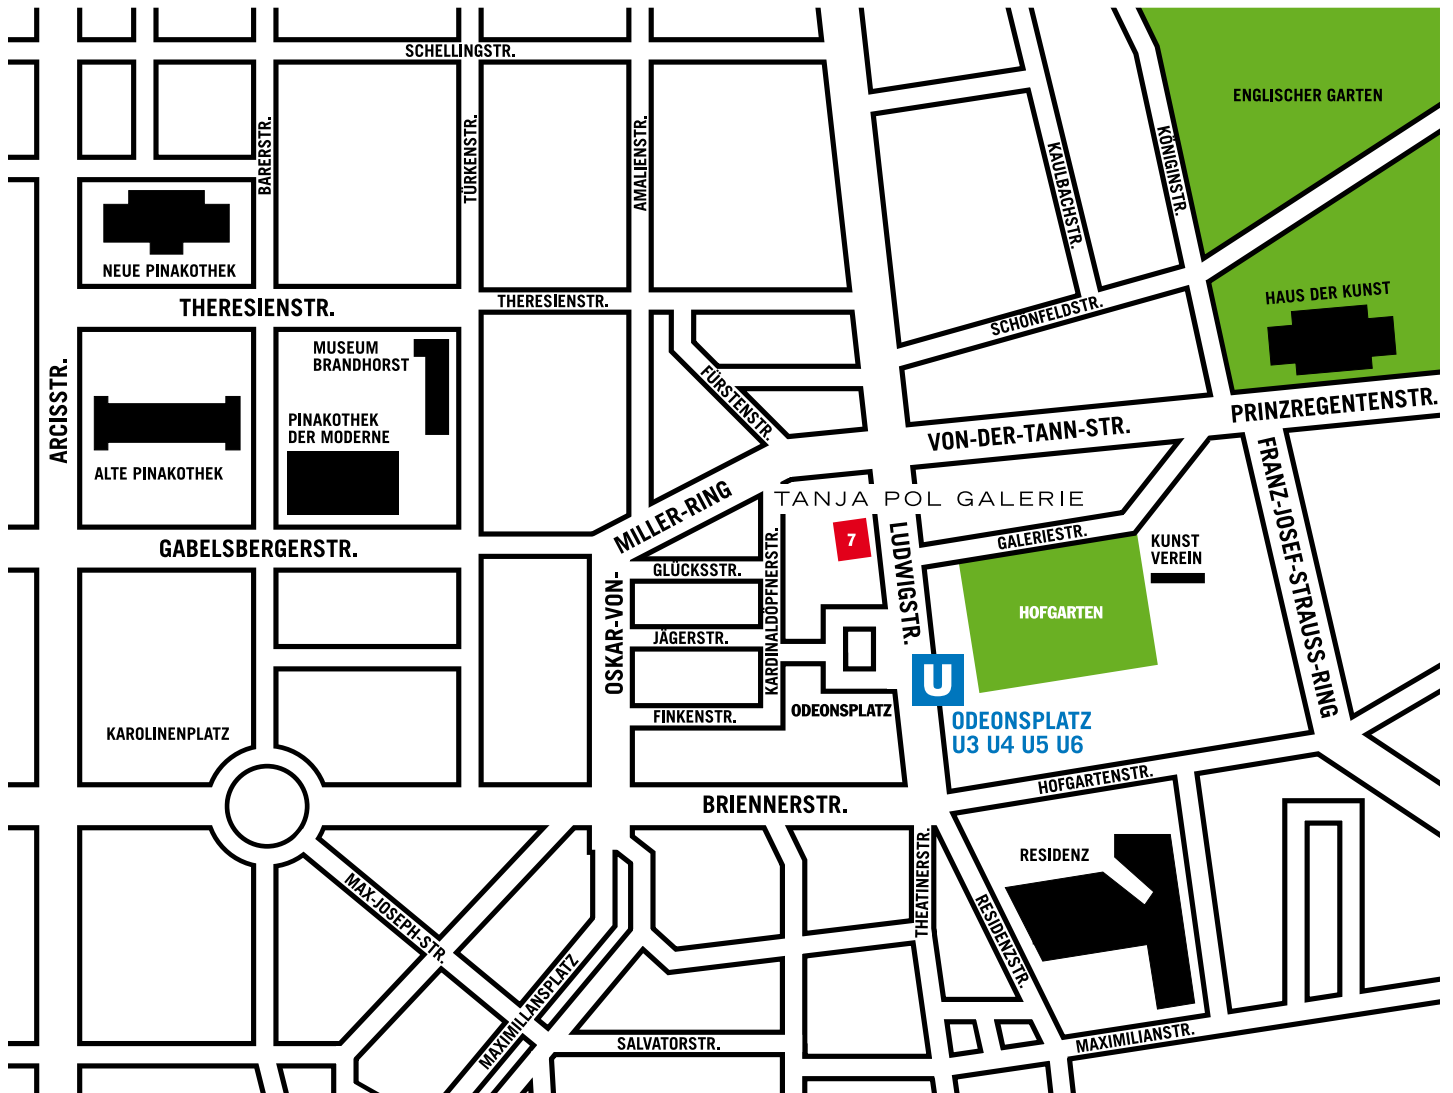 SCHELLINGSTR.
ENGLISCHER GARTEN
BARERSTR.
TÜRKENSTR.
AMALIENSTR.
KAULBACHSTR.
KÖNIGINSTR.
NEUE PINAKOTHEK
THERESIENSTR.
THERESIENSTR.
SCHÖNFELDSTR.
HAUS DER KUNST
MUSEUM
BRANDHORST
ARCISSTR.
FÜRSTENSTR.
PINAKOTHEK
DER MODERNE
ALTE PINAKOTHEK
VON-DER-TANN-STR.
PRINZREGENTENSTR.
FRANZ-JOSEF-STRAUSS-RING
OSKAR-VON-
MILLER-RING
TANJA POL GALERIE
7
LUDWIGSTR.
GALERIESTR.
KUNST
VEREIN
GABELSBERGERSTR.
GLÜCKSSTR.
KARDINALDÖPFNERSTR.
HOFGARTEN
JÄGERSTR.
U
FINKENSTR.
ODEONSPLATZ
ODEONSPLATZ
U3 U4 U5 U6
KAROLINENPLATZ
HOFGARTENSTR.
BRIENNERSTR.
RESIDENZ
MAX-JOSEPH-STR.
THEATINERSTR.
RESIDENZSTR.
MAXIMILLANSPLATZ
SALVATORSTR.
MAXIMILIANSTR.